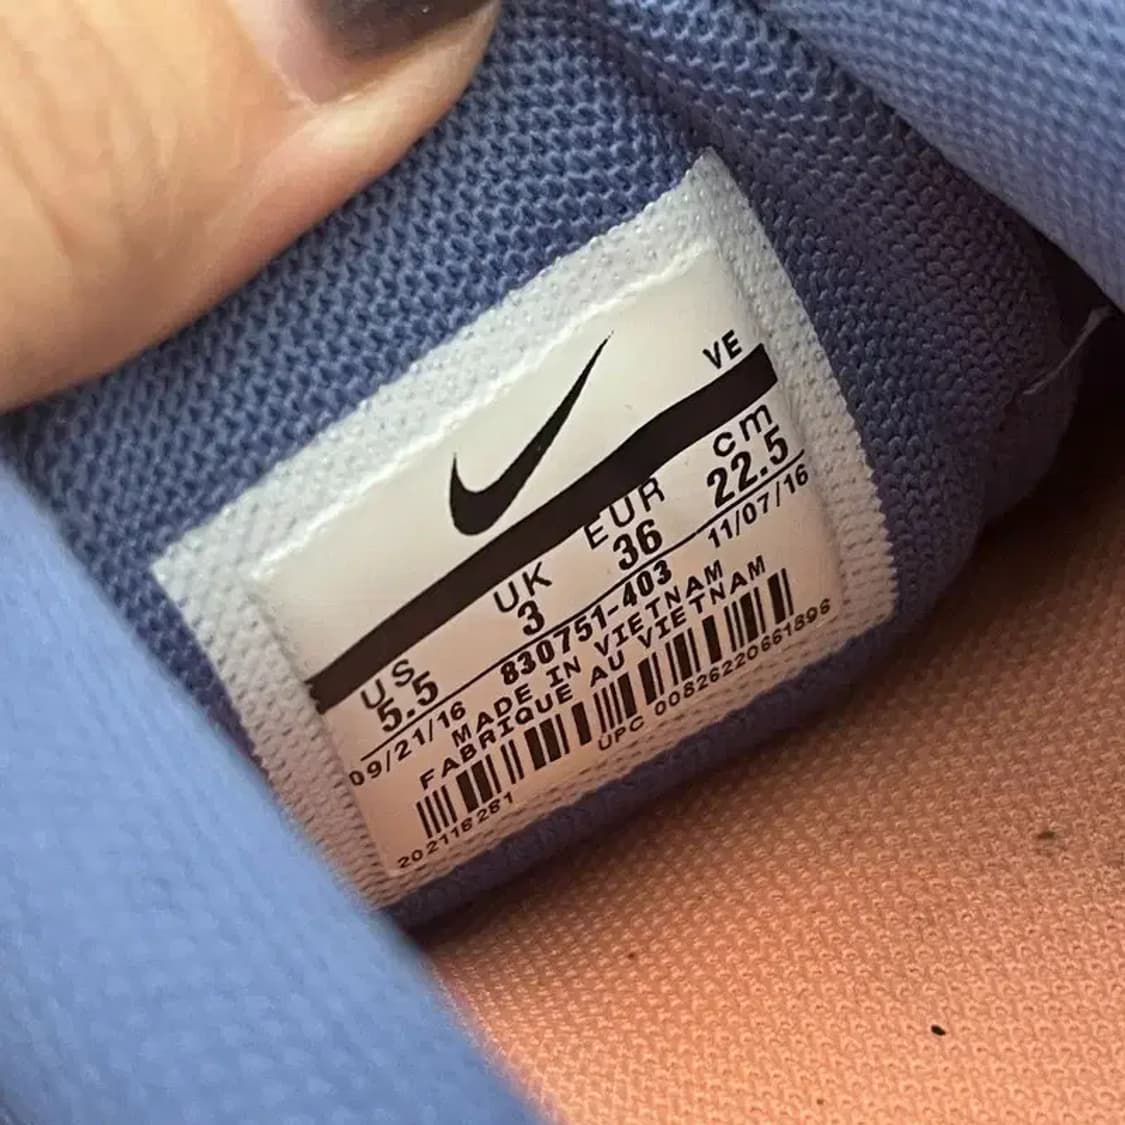 VE
US UK EUR cm
5.5 3 36 22.5
09/21/16 830751-403 11/07/16
MADE IN VIETNAM
FABRIQUE AU VIETNAM
202116281 UPC 00826220661896